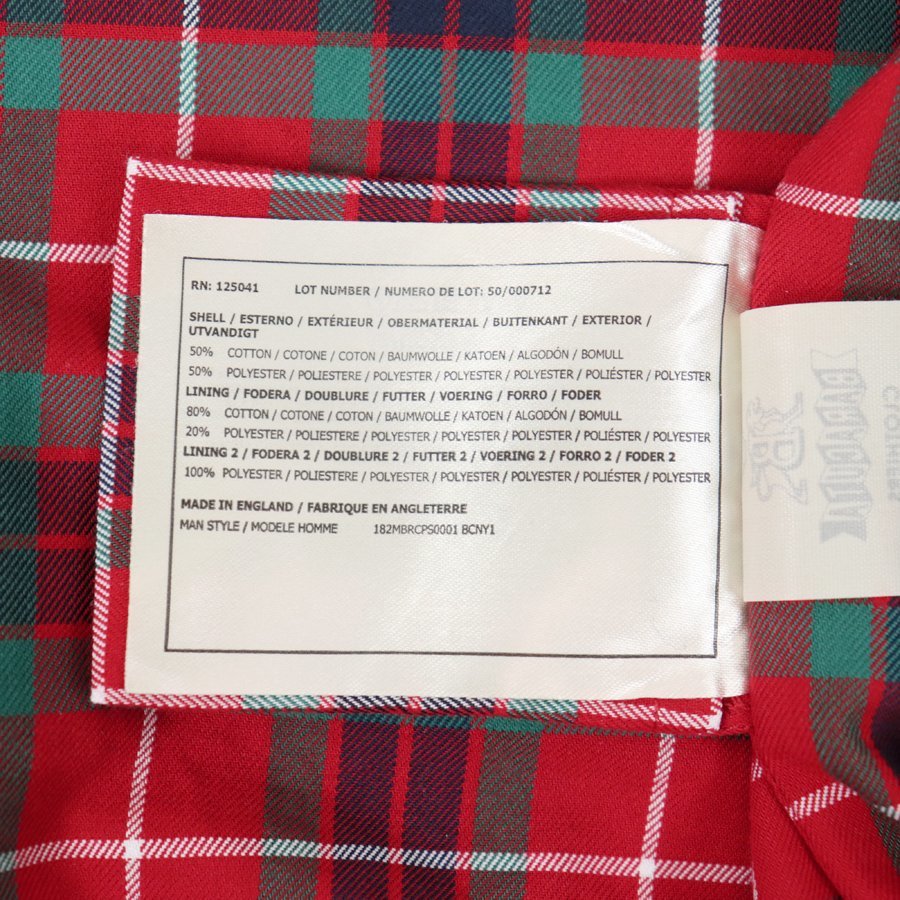 RN: 125041 LOT NUMBER / NUMERO DE LOT: 50/000712
SHELL / ESTERNO / EXTÉRIEUR / OBERMATERIAL / BUITENKANT / EXTERIOR /
UTVANDIGT
50% COTTON / COTONE / COTON / BAUMWOLLE / KATOEN / ALGODÓN / BOMULL
50% POLYESTER / POLIESTERE / POLYESTER / POLYESTER / POLYESTER / POLIÉSTER / POLYESTER
LINING / FODERA / DOUBLURE / FUTTER / VOERING / FORRO / FODER
80% COTTON / COTONE / COTON / BAUMWOLLE / KATOEN / ALGODÓN / BOMULL
20% POLYESTER / POLIESTERE / POLYESTER / POLYESTER / POLYESTER / POLIÉSTER / POLYESTER
LINING 2 / FODERA 2 / DOUBLURE 2 / FUTTER 2 / VOERING 2 / FORRO 2 / FODER 2
100% POLYESTER / POLIESTERE / POLYESTER / POLYESTER / POLYESTER / POLIÉSTER / POLYESTER
MADE IN ENGLAND / FABRIQUE EN ANGLETERRE
MAN STYLE / MODELE HOMME 182MBRCPS0001 BCNY1
BARACUTA